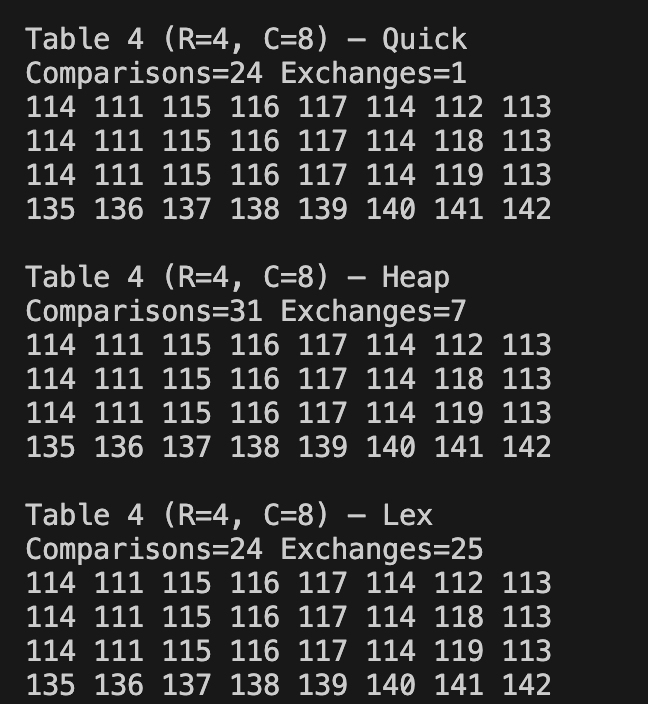 Table 4 (R=4, C=8) — Quick
Comparisons=24 Exchanges=1
114 111 115 116 117 114 112 113
114 111 115 116 117 114 118 113
114 111 115 116 117 114 119 113
135 136 137 138 139 140 141 142
Table 4 (R=4, C=8) — Heap
Comparisons=31 Exchanges=7
114 111 115 116 117 114 112 113
114 111 115 116 117 114 118 113
114 111 115 116 117 114 119 113
135 136 137 138 139 140 141 142
Table 4 (R=4, C=8) — Lex
Comparisons=24 Exchanges=25
114 111 115 116 117 114 112 113
114 111 115 116 117 114 118 113
114 111 115 116 117 114 119 113
135 136 137 138 139 140 141 142